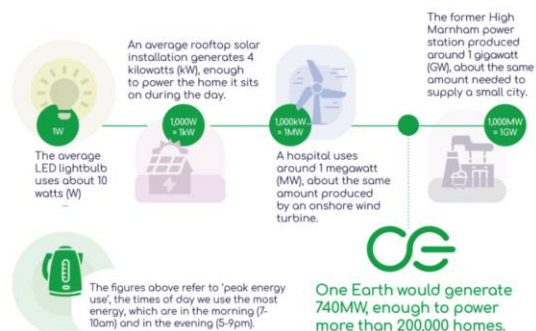 An average rooftop solar
installation generates 4
kilowatts (kW), enough
to power the home it sits
on during the day.
The former High
Marnham power
station produced
around 1 gigawatt
(GW), about the same
amount needed to
supply a small city.
1W
1,000W
= 1kW
1,000kW
= 1MW
1,000MW
= 1GW
The average
LED lightbulb
uses about 10
watts (W)
A hospital uses
around 1 megawatt
(MW), about the same
amount produced
by an onshore wind
turbine.
The figures above refer to 'peak energy
use', the times of day we use the most
energy, which are in the morning (7-
10am) and in the evening (5-9pm).
One Earth would generate
740MW, enough to power
more than 200,000 homes.